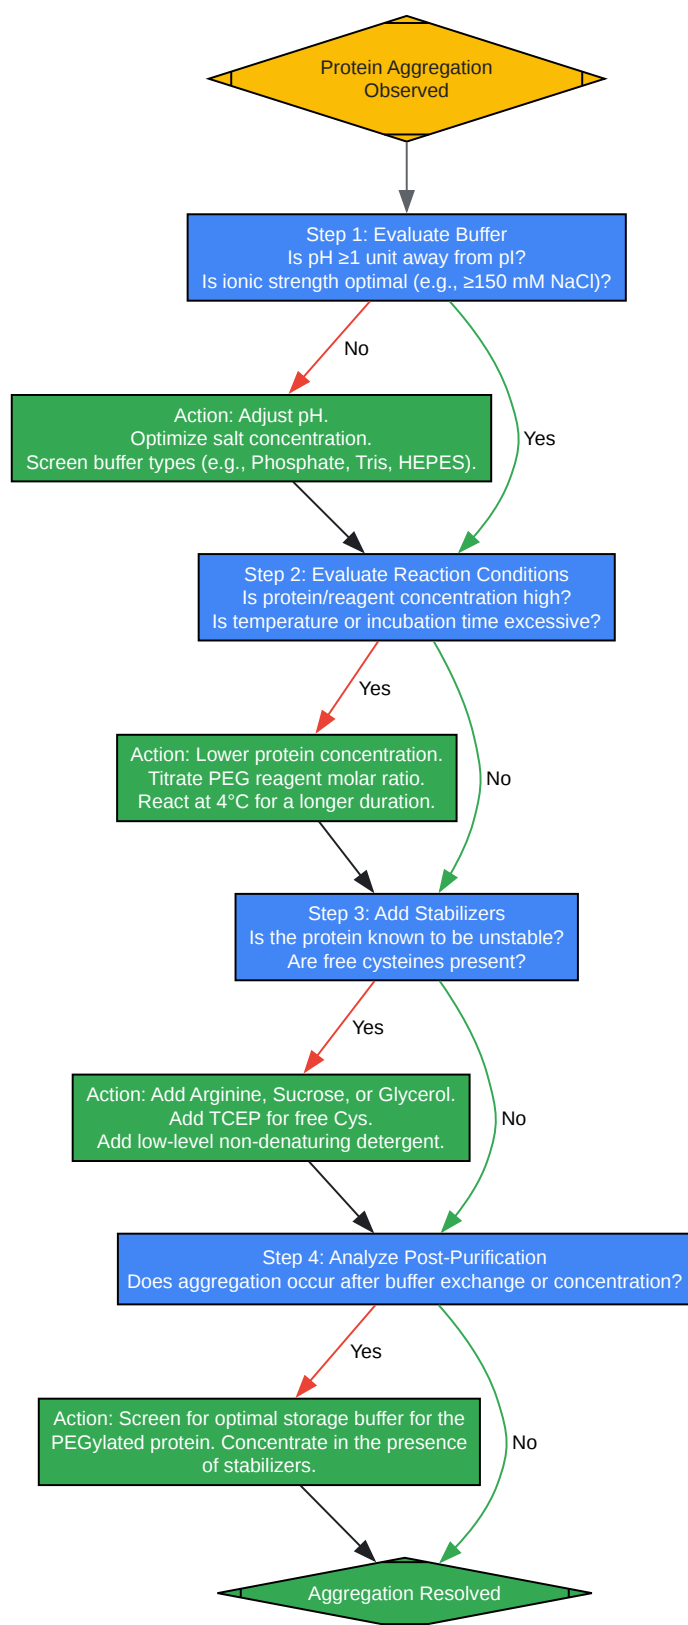 Protein Aggregation
Observed
Step 1: Evaluate Buffer
Is pH ≥1 unit away from pI?
Is ionic strength optimal (e.g., ≥150 mM NaCl)?
No
Yes
Action: Adjust pH.
Optimize salt concentration.
Screen buffer types (e.g., Phosphate, Tris, HEPES).
Step 2: Evaluate Reaction Conditions
Is protein/reagent concentration high?
Is temperature or incubation time excessive?
Yes
No
Action: Lower protein concentration.
Titrate PEG reagent molar ratio.
React at 4°C for a longer duration.
Step 3: Add Stabilizers
Is the protein known to be unstable?
Are free cysteines present?
Yes
No
Action: Add Arginine, Sucrose, or Glycerol.
Add TCEP for free Cys.
Add low-level non-denaturing detergent.
Step 4: Analyze Post-Purification
Does aggregation occur after buffer exchange or concentration?
Yes
No
Action: Screen for optimal storage buffer for the
PEGylated protein. Concentrate in the presence
of stabilizers.
Aggregation Resolved